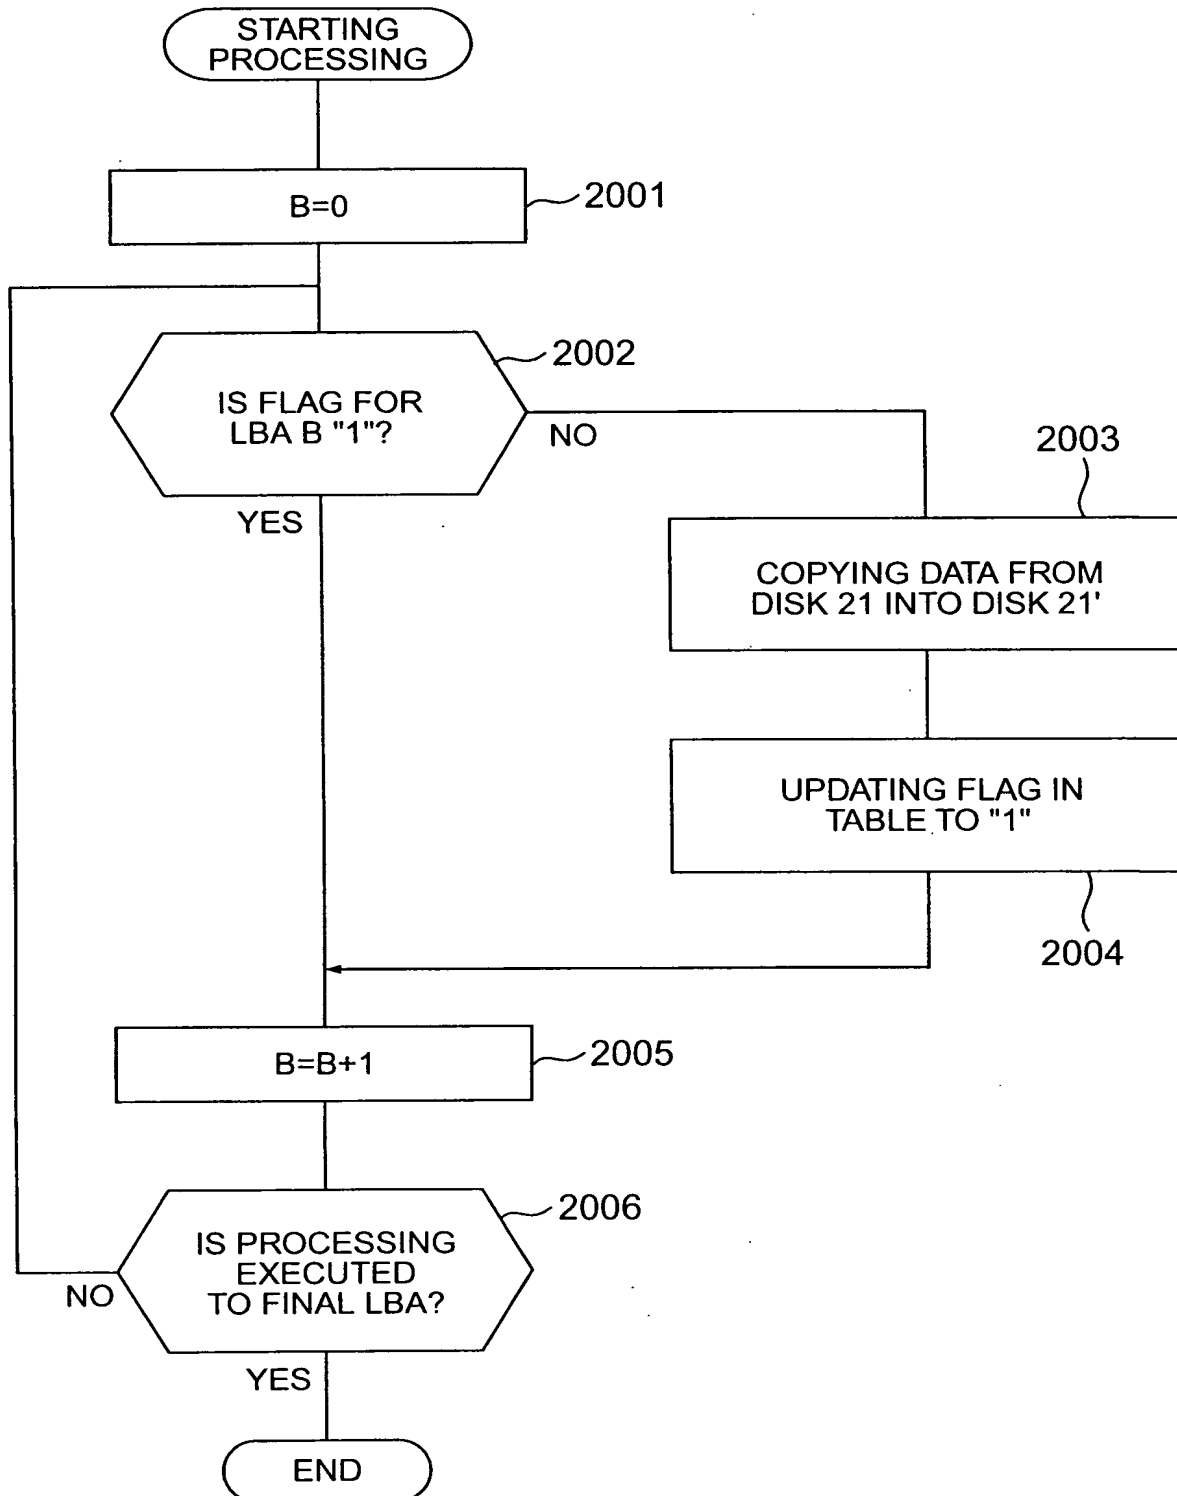 STARTING
PROCESSING
B=0
2001
2002
IS FLAG FOR
LBA B "1"?
NO
YES
2003
COPYING DATA FROM
DISK 21 INTO DISK 21'
UPDATING FLAG IN
TABLE TO "1"
2004
B=B+1
2005
2006
IS PROCESSING
EXECUTED
TO FINAL LBA?
NO
YES
END